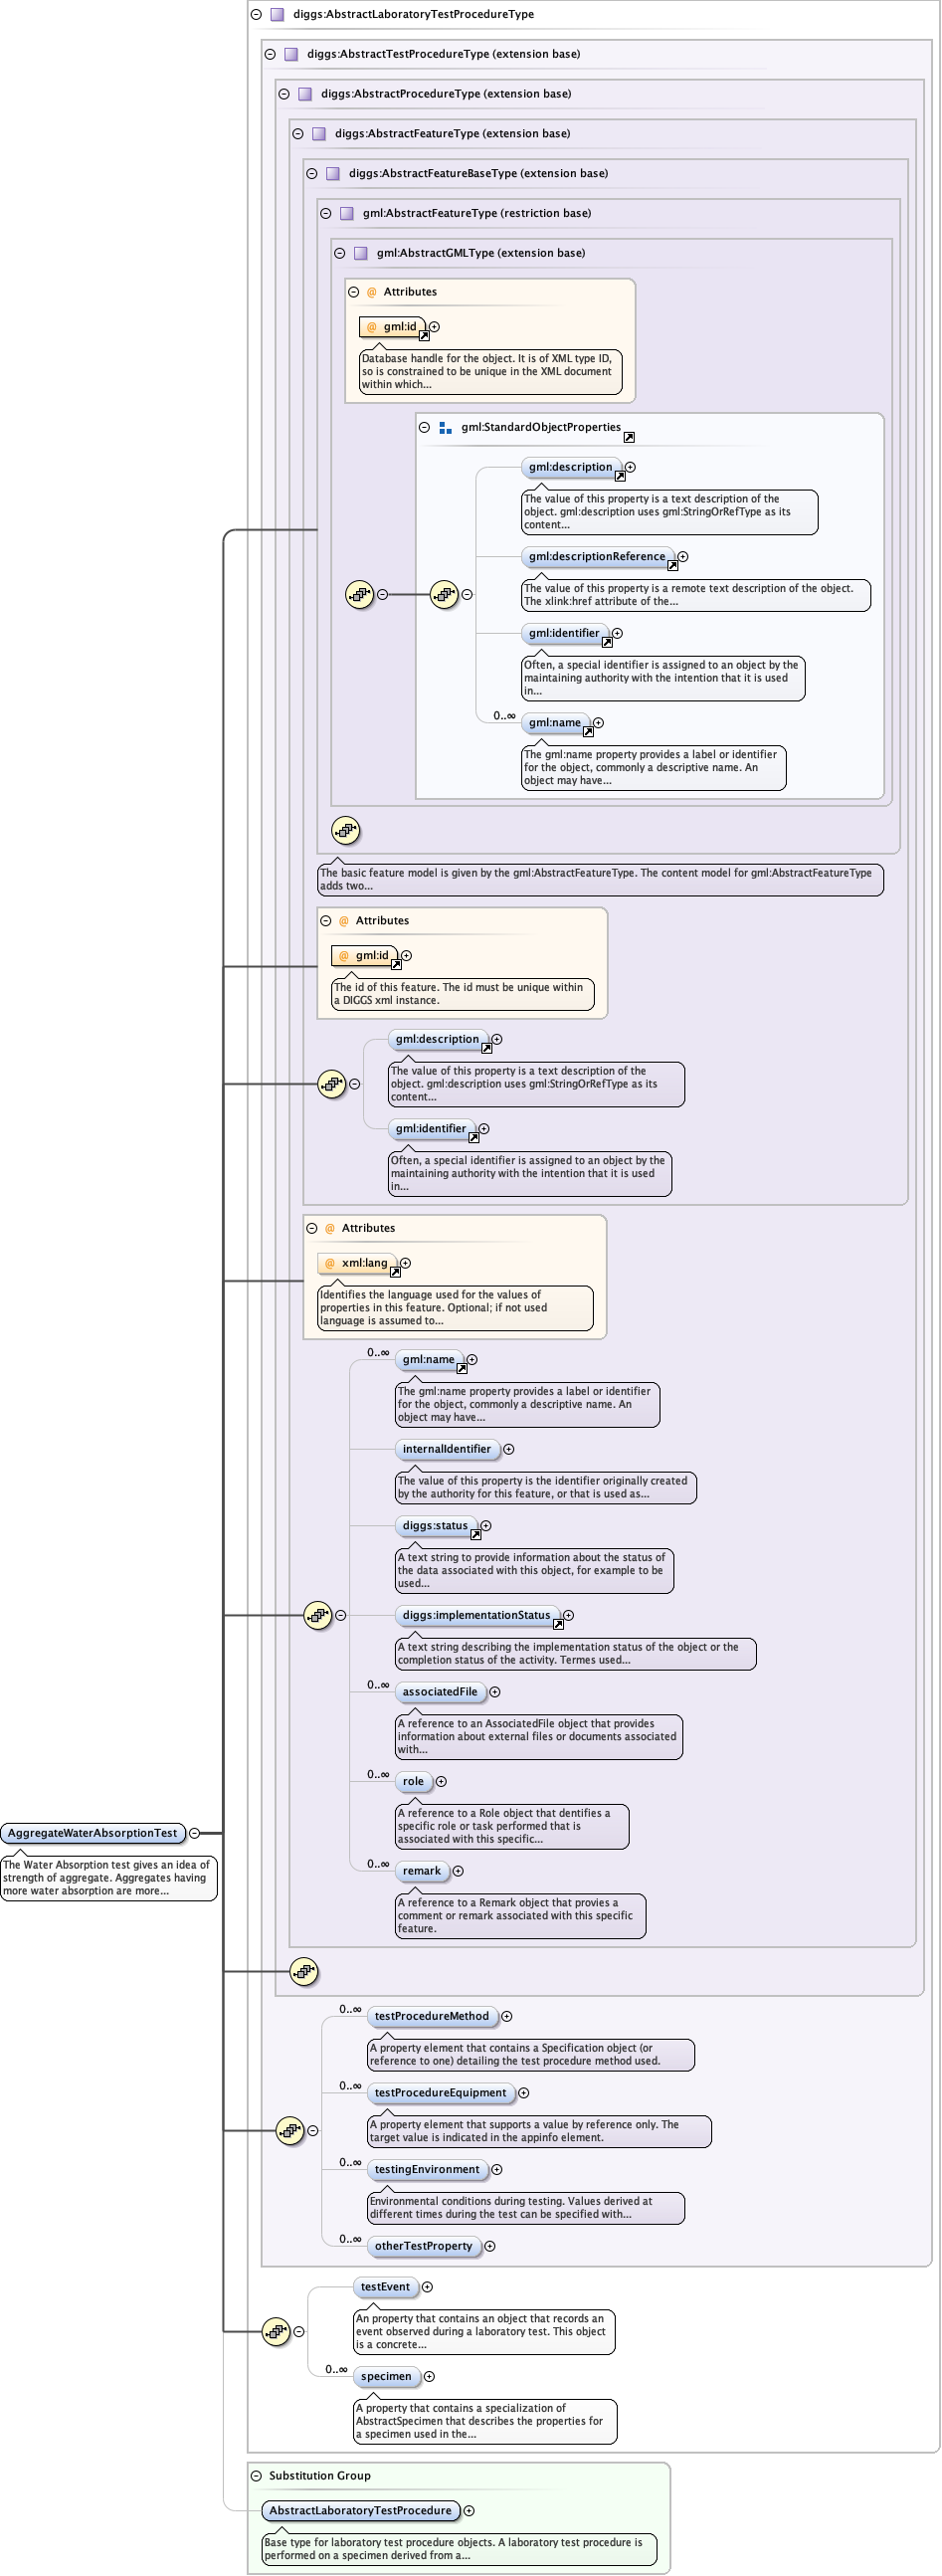 diggs:AbstractLaboratoryTestProcedureType
diggs:AbstractTestProcedureType (extension base)
diggs:AbstractProcedureType (extension base)
diggs:AbstractFeatureType (extension base)
diggs:AbstractFeatureBaseType (extension base)
gml:AbstractFeatureType (restriction base)
gml:AbstractGMLType (extension base)
@ Attributes
@ gml:id
Database handle for the object. It is of XML type ID,
so is constrained to be unique in the XML document
within which...
gml:StandardObjectProperties
gml:description
The value of this property is a text description of the
object. gml:description uses gml:StringOrRefType as its
content...
gml:descriptionReference
The value of this property is a remote text description of the object.
The xlink:href attribute of the...
gml:identifier
Often, a special identifier is assigned to an object by the
maintaining authority with the intention that it is used
in...
0..∞
gml:name
The gml:name property provides a label or identifier
for the object, commonly a descriptive name. An
object may have...
The basic feature model is given by the gml:AbstractFeatureType. The content model for gml:AbstractFeatureType
adds two...
@ Attributes
@ gml:id
The id of this feature. The id must be unique within
a DIGGS xml instance.
gml:description
The value of this property is a text description of the
object. gml:description uses gml:StringOrRefType as its
content...
gml:identifier
Often, a special identifier is assigned to an object by the
maintaining authority with the intention that it is used
in...
@ Attributes
@ xml:lang
Identifies the language used for the values of
properties in this feature. Optional; if not used
language is assumed to...
0..∞
gml:name
The gml:name property provides a label or identifier
for the object, commonly a descriptive name. An
object may have...
internalIdentifier
The value of this property is the identifier originally created
by the authority for this feature, or that is used as...
diggs:status
A text string to provide information about the status of
the data associated with this object, for example to be
used...
diggs:implementationStatus
A text string describing the implementation status of the object or the
completion status of the activity. Termes used...
0..∞
associatedFile
A reference to an AssociatedFile object that provides
information about external files or documents associated
with...
0..∞
role
A reference to a Role object that dentifies a
specific role or task performed that is
associated with this specific...
AggregateWaterAbsorptionTest
The Water Absorption test gives an idea of
strength of aggregate. Aggregates having
more water absorption are more...
0..∞
remark
A reference to a Remark object that provies a
comment or remark associated with this specific
feature.
0..∞
testProcedureMethod
A property element that contains a Specification object (or
reference to one) detailing the test procedure method used.
0..∞
testProcedureEquipment
A property element that supports a value by reference only. The
target value is indicated in the appinfo element.
0..∞
testingEnvironment
Environmental conditions during testing. Values derived at
different times during the test can be specified with...
0..∞
otherTestProperty
testEvent
An property that contains an object that records an
event observed during a laboratory test. This object
is a concrete...
0..∞
specimen
A property that contains a specialization of
AbstractSpecimen that describes the properties for
a specimen used in the...
Substitution Group
AbstractLaboratoryTestProcedure
Base type for laboratory test procedure objects. A laboratory test procedure is
performed on a specimen derived from a...